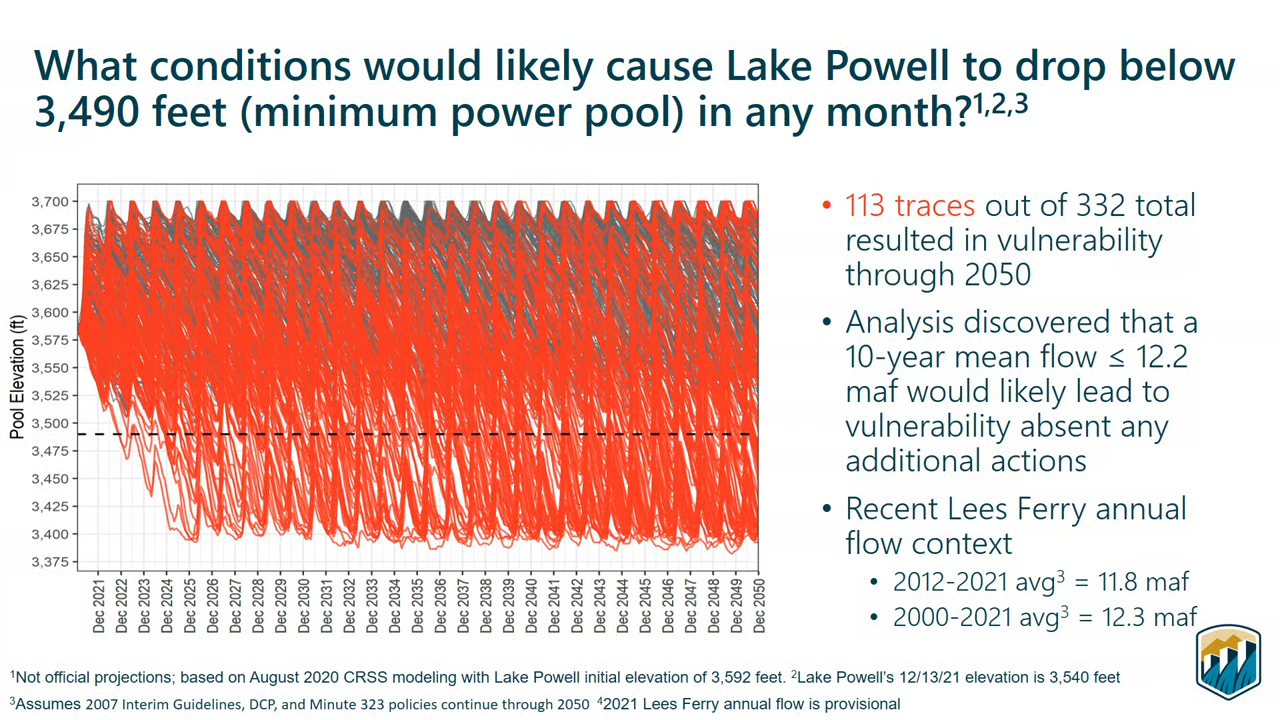 What conditions would likely cause Lake Powell to drop below
3,490 feet (minimum power pool) in any month?1,2,3
Pool Elevation (ft)
3,700
3,675
3,650
3,625
3,600
3,575
3,550
3,525
3,500
3,475
3,450
3,425
3,400
3,375
Dec 2021
Dec 2022
Dec 2023
Dec 2024
Dec 2025
Dec 2026
Dec 2027
Dec 2028
Dec 2029
Dec 2030
Dec 2031
Dec 2032
Dec 2033
Dec 2034
Dec 2035
Dec 2036
Dec 2037
Dec 2038
Dec 2039
Dec 2040
Dec 2041
Dec 2042
Dec 2043
Dec 2044
Dec 2045
Dec 2046
Dec 2047
Dec 2048
Dec 2049
Dec 2050
• 113 traces out of 332 total
resulted in vulnerability
through 2050
• Analysis discovered that a
10-year mean flow ≤ 12.2
maf would likely lead to
vulnerability absent any
additional actions
• Recent Lees Ferry annual
flow context
• 2012-2021 avg3 = 11.8 maf
• 2000-2021 avg3 = 12.3 maf
1Not official projections; based on August 2020 CRSS modeling with Lake Powell initial elevation of 3,592 feet. 2Lake Powell's 12/13/21 elevation is 3,540 feet
3Assumes 2007 Interim Guidelines, DCP, and Minute 323 policies continue through 2050 42021 Lees Ferry annual flow is provisional